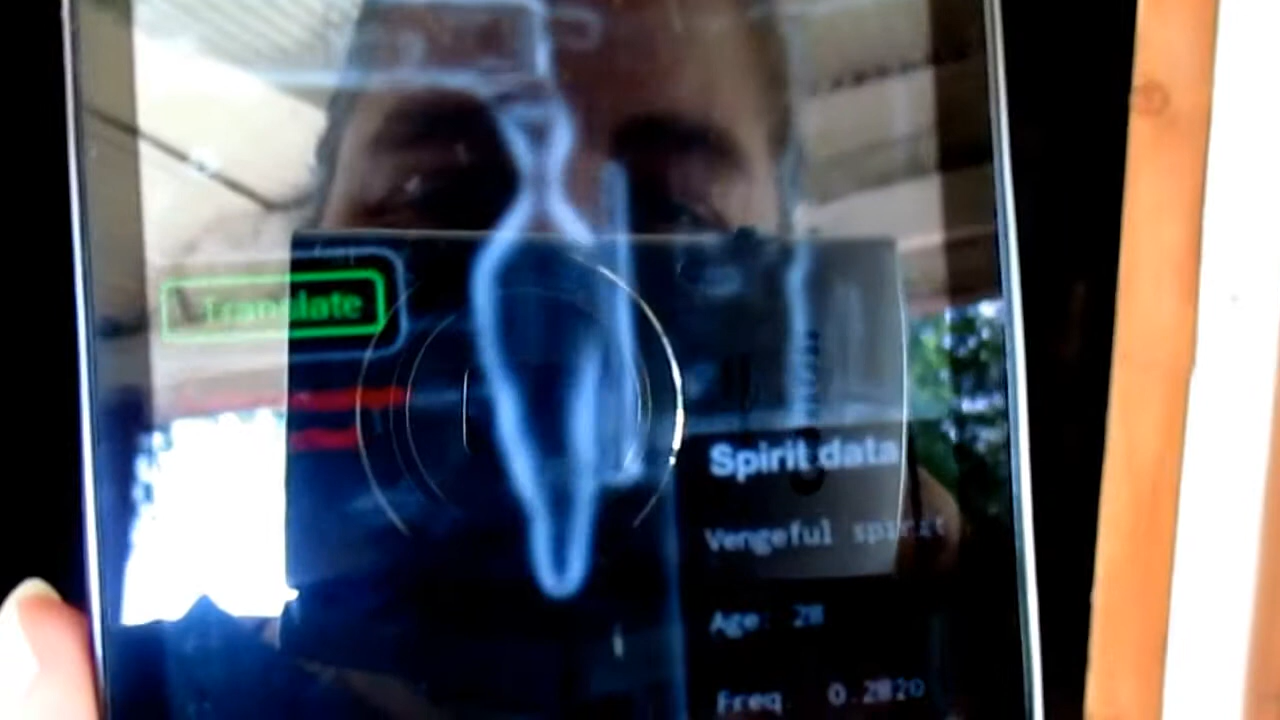 Translate
Spirit data
Vengeful spirit
Age: 28
Freq. 0.2820